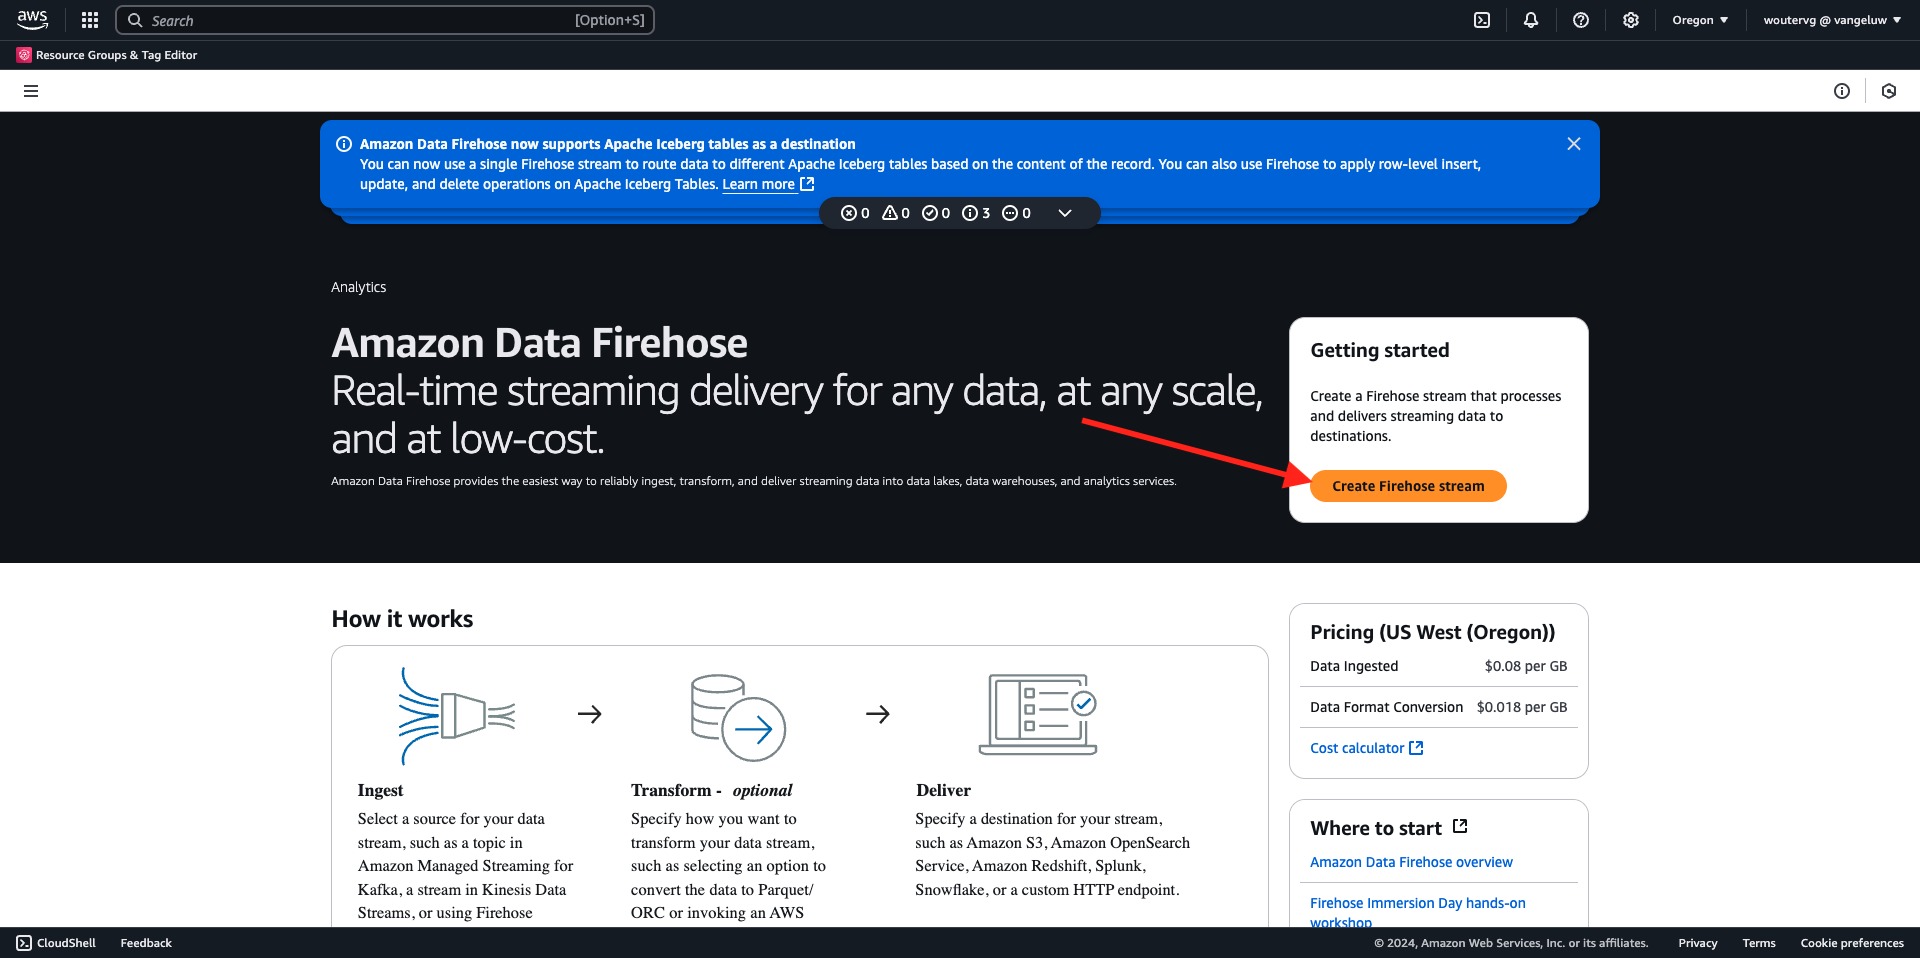 aws
Search [Option+S]
Oregon
woutervg @ vangeluw
Resource Groups & Tag Editor
Amazon Data Firehose now supports Apache Iceberg tables as a destination
You can now use a single Firehose stream to route data to different Apache Iceberg tables based on the content of the record. You can also use Firehose to apply row-level insert,
update, and delete operations on Apache Iceberg Tables. Learn more
0 0 0 3 0
Analytics
Amazon Data Firehose
Real-time streaming delivery for any data, at any scale,
and at low-cost.
Amazon Data Firehose provides the easiest way to reliably ingest, transform, and deliver streaming data into data lakes, data warehouses, and analytics services.
Getting started
Create a Firehose stream that processes
and delivers streaming data to
destinations.
Create Firehose stream
How it works
Ingest
Select a source for your data
stream, such as a topic in
Amazon Managed Streaming for
Kafka, a stream in Kinesis Data
Streams, or using Firehose
Transform - optional
Specify how you want to
transform your data stream,
such as selecting an option to
convert the data to Parquet/
ORC or invoking an AWS
Deliver
Specify a destination for your stream,
such as Amazon S3, Amazon OpenSearch
Service, Amazon Redshift, Splunk,
Snowflake, or a custom HTTP endpoint.
Pricing (US West (Oregon))
Data Ingested $0.08 per GB
Data Format Conversion $0.018 per GB
Cost calculator
Where to start
Amazon Data Firehose overview
Firehose Immersion Day hands-on
workshop
CloudShell Feedback
© 2024, Amazon Web Services, Inc. or its affiliates. Privacy Terms Cookie preferences